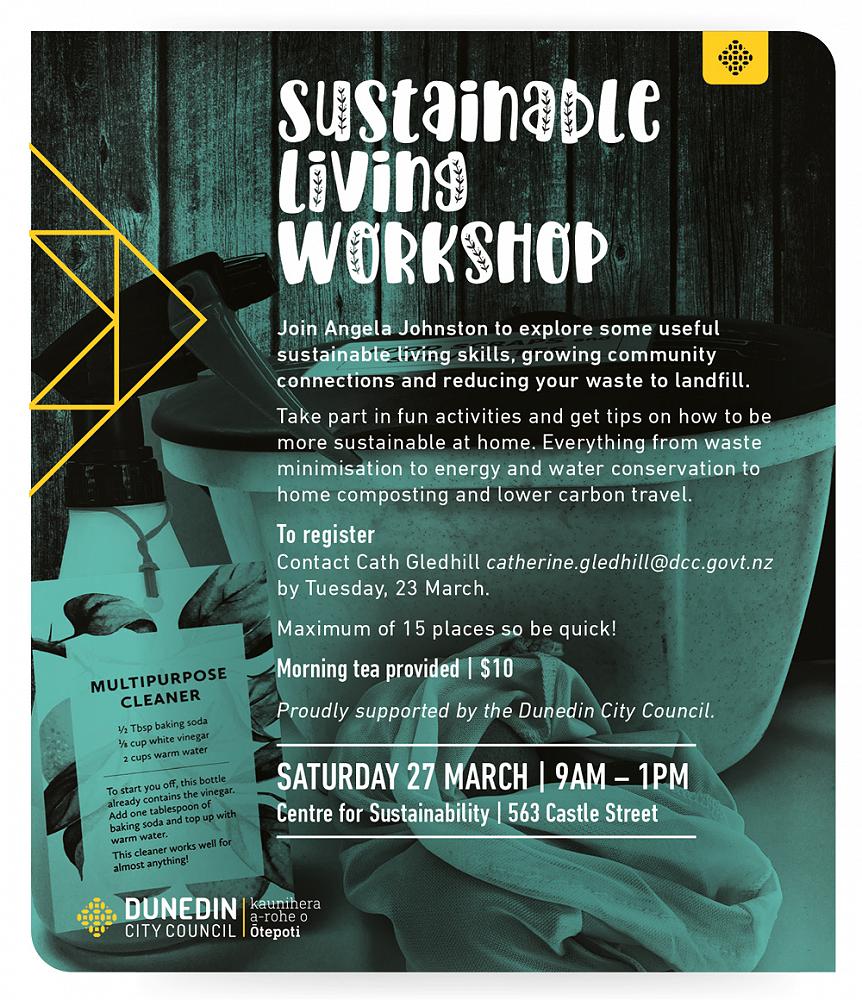 Sustainable
Living
WORKSHOP
Join Angela Johnston to explore some useful
sustainable living skills, growing community
connections and reducing your waste to landfill.
Take part in fun activities and get tips on how to be
more sustainable at home. Everything from waste
minimisation to energy and water conservation to
home composting and lower carbon travel.
To register
Contact Cath Gledhill catherine.gledhill@dcc.govt.nz
by Tuesday, 23 March.
Maximum of 15 places so be quick!
Morning tea provided | $10
Proudly supported by the Dunedin City Council.
SATURDAY 27 MARCH | 9AM – 1PM
Centre for Sustainability | 563 Castle Street
MULTIPURPOSE
CLEANER
½ Tbsp baking soda
⅛ cup white vinegar
2 cups warm water
To start you off, this bottle
already contains the vinegar.
Add one tablespoon of
baking soda and top up with
warm water.
This cleaner works well for
almost anything!
DUNEDIN
CITY COUNCIL
kaunihera
a-rohe o
Ōtepoti